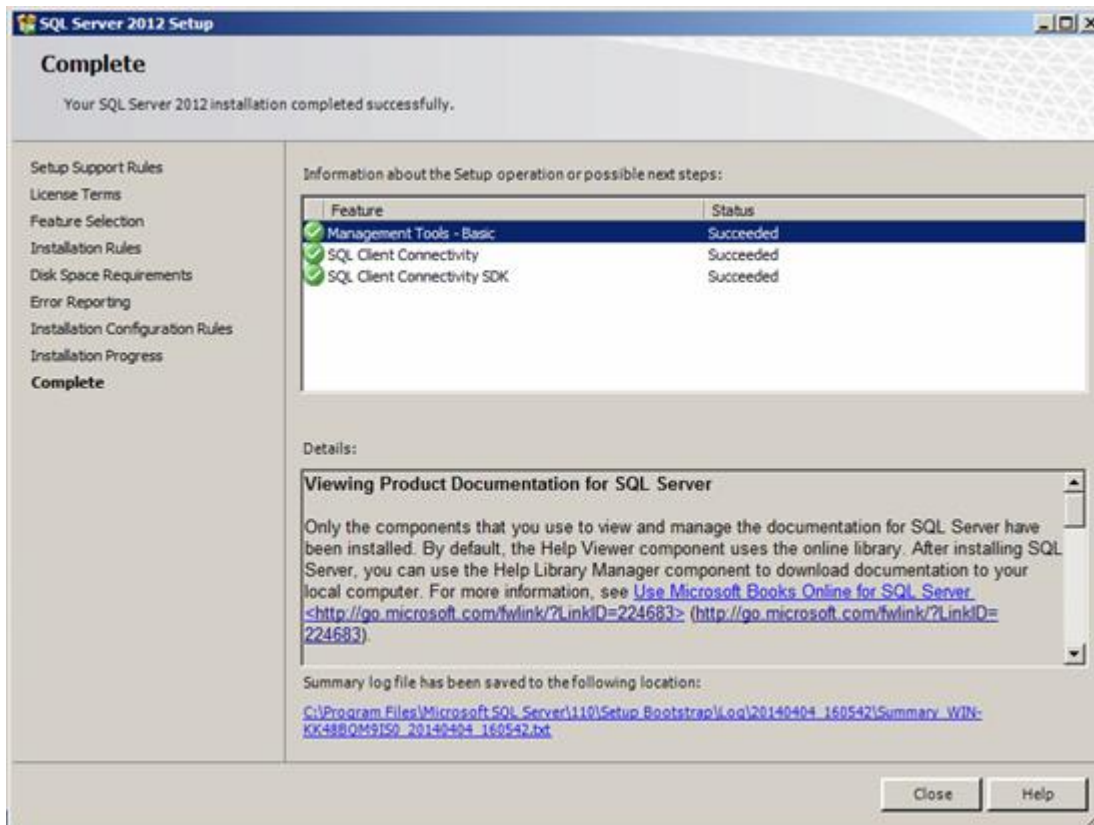 SQL Server 2012 Setup
Complete
Your SQL Server 2012 installation completed successfully.
Setup Support Rules
License Terms
Feature Selection
Installation Rules
Disk Space Requirements
Error Reporting
Installation Configuration Rules
Installation Progress
Complete
Information about the Setup operation or possible next steps:
Feature Status
Management Tools - Basic Succeeded
SQL Client Connectivity Succeeded
SQL Client Connectivity SDK Succeeded
Details:
Viewing Product Documentation for SQL Server
Only the components that you use to view and manage the documentation for SQL Server have
been installed. By default, the Help Viewer component uses the online library. After installing SQL
Server, you can use the Help Library Manager component to download documentation to your
local computer. For more information, see Use Microsoft Books Online for SQL Server
<http://go.microsoft.com/fwlink/?LinkID=224683> (http://go.microsoft.com/fwlink/?LinkID=
224683).
Summary log file has been saved to the following location:
C:\Program Files\Microsoft SQL Server\110\Setup Bootstrap\Log\20140404_160542\Summary_WIN-
KK48BQM9IS0_20140404_160542.txt
Close Help